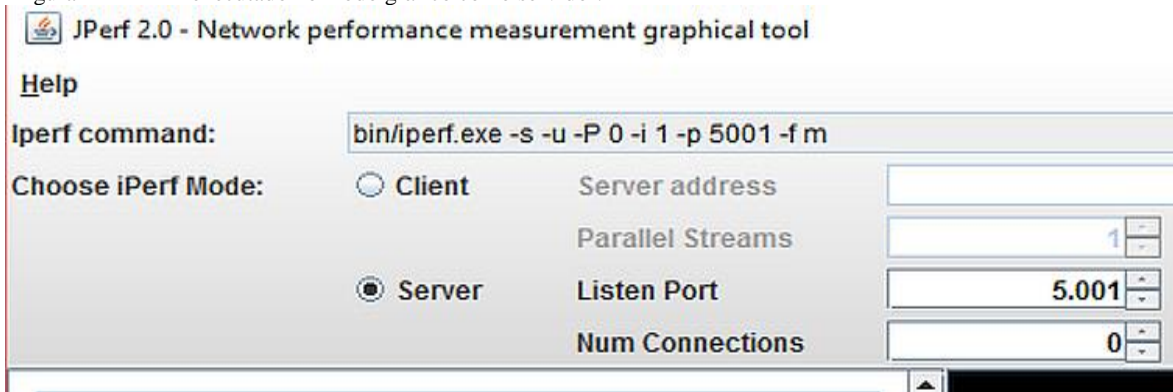 JPerf 2.0 - Network performance measurement graphical tool
Help
Iperf command: bin/iperf.exe -s -u -P 0 -i 1 -p 5001 -f m
Choose iPerf Mode: Client Server address
Parallel Streams 1
Server Listen Port 5.001
Num Connections 0